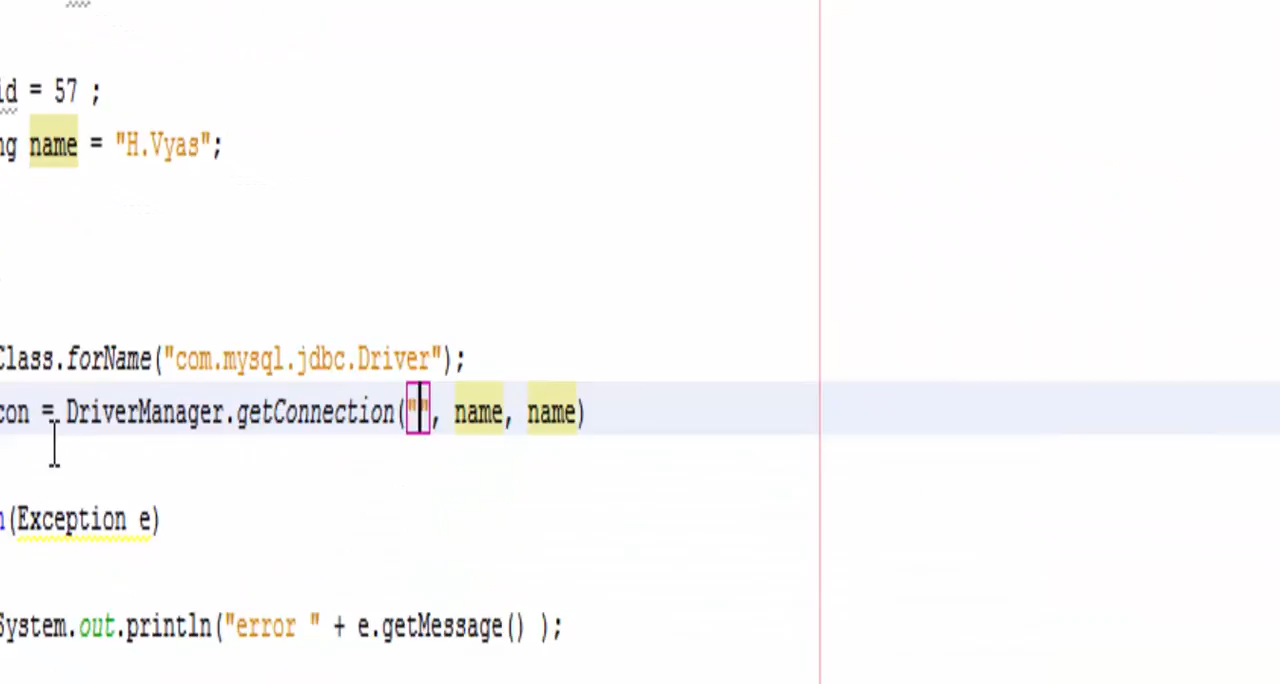 id = 57 ;
ng name = "H.Vyas";
Class.forName("com.mysql.jdbc.Driver");
con = DriverManager.getConnection("", name, name)
(Exception e)
System.out.println("error " + e.getMessage() );